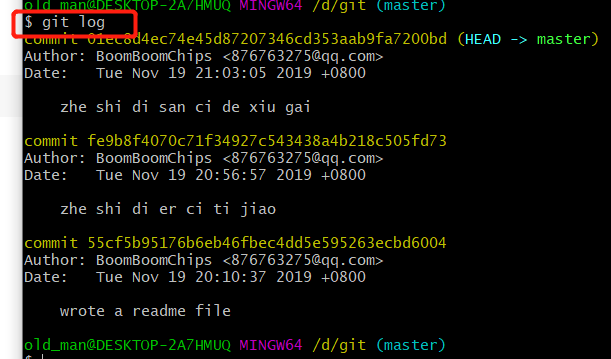 old_man@DESKTOP-2A7HMUQ MINGW64 /d/git (master)
$ git log
commit 01ec8d4ec74e45d87207346cd353aab9fa7200bd (HEAD -> master)
Author: BoomBoomChips <876763275@qq.com>
Date:   Tue Nov 19 21:03:05 2019 +0800
    zhe shi di san ci de xiu gai
commit fe9b8f4070c71f34927c543438a4b218c505fd73
Author: BoomBoomChips <876763275@qq.com>
Date:   Tue Nov 19 20:56:57 2019 +0800
    zhe shi di er ci ti jiao
commit 55cf5b95176b6eb46fbec4dd5e595263ecbd6004
Author: BoomBoomChips <876763275@qq.com>
Date:   Tue Nov 19 20:10:37 2019 +0800
    wrote a readme file
old_man@DESKTOP-2A7HMUQ MINGW64 /d/git (master)